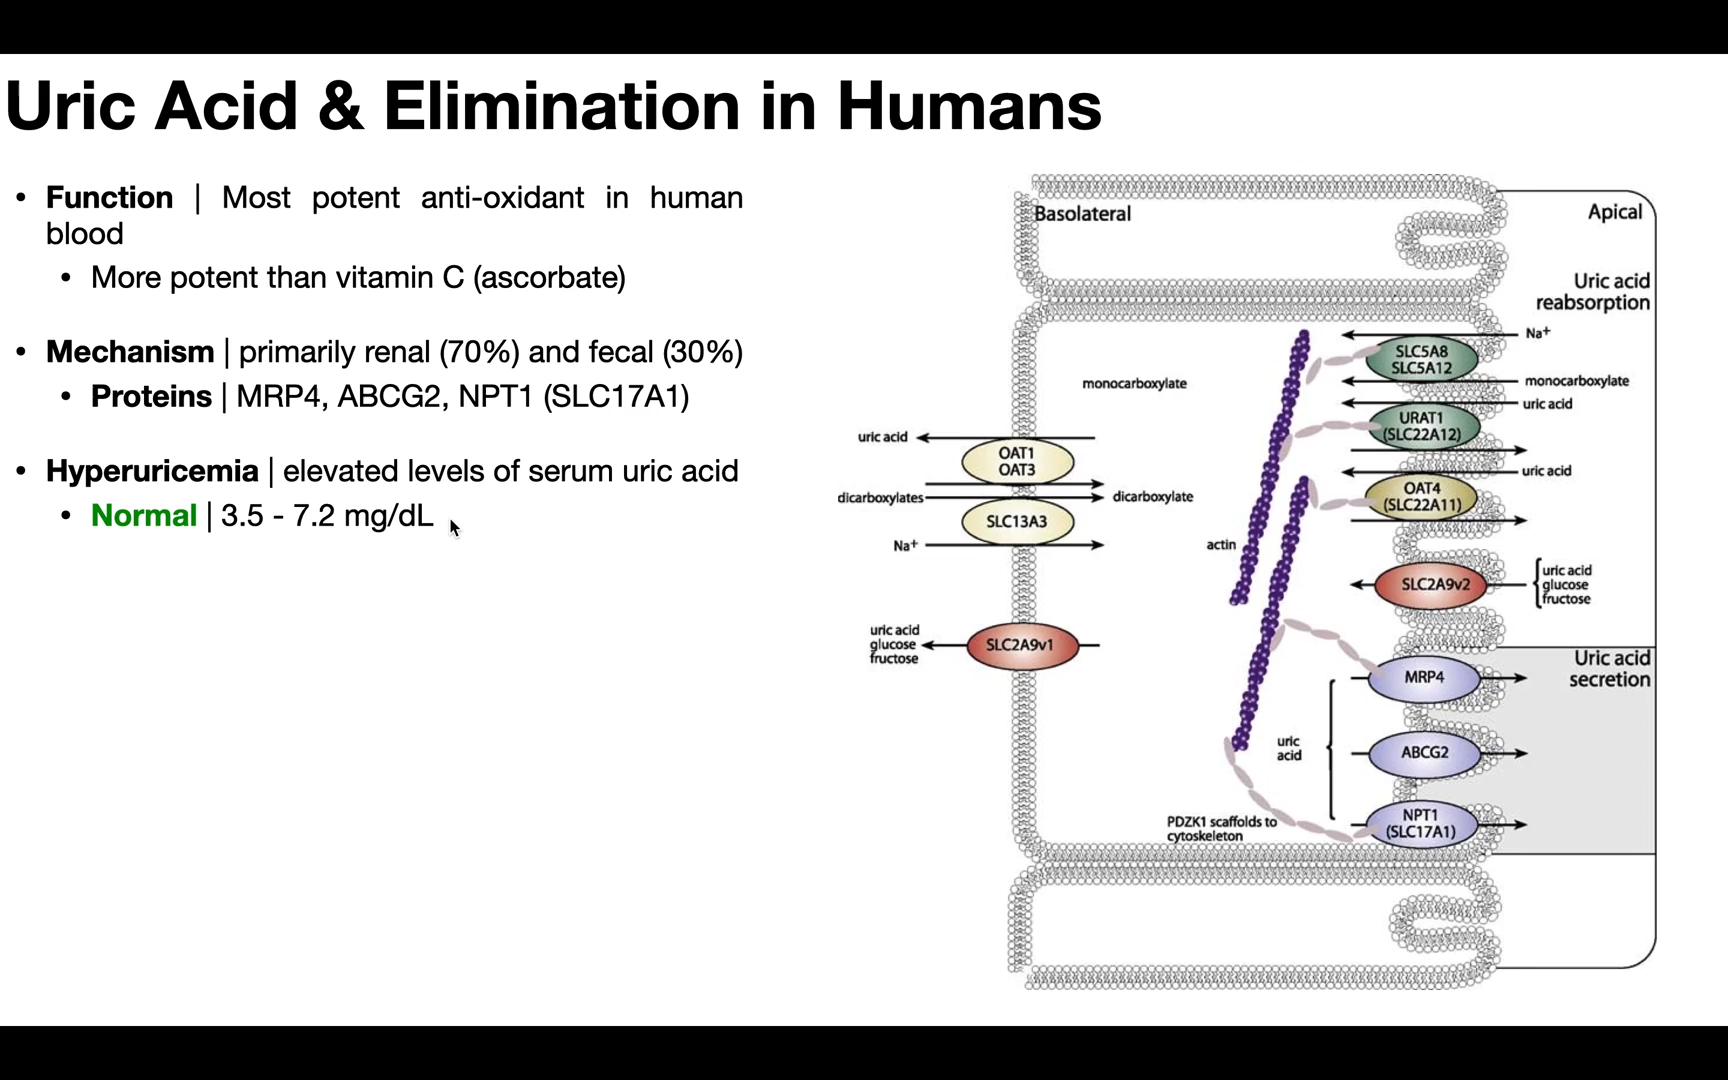 Uric Acid & Elimination in Humans
• Function | Most potent anti-oxidant in human
blood
• More potent than vitamin C (ascorbate)
• Mechanism | primarily renal (70%) and fecal (30%)
• Proteins | MRP4, ABCG2, NPT1 (SLC17A1)
• Hyperuricemia | elevated levels of serum uric acid
• Normal | 3.5 - 7.2 mg/dL
Basolateral
Apical
Uric acid
reabsorption
Na⁺
SLC5A8
SLC5A12
monocarboxylate
monocarboxylate
uric acid
URAT1
(SLC22A12)
uric acid
OAT1
OAT3
uric acid
OAT4
(SLC22A11)
dicarboxylates
dicarboxylate
SLC13A3
Na⁺
actin
SLC2A9v2
uric acid
glucose
fructose
uric acid
glucose
fructose
SLC2A9v1
Uric acid
secretion
MRP4
uric
acid
ABCG2
PDZK1 scaffolds to
cytoskeleton
NPT1
(SLC17A1)